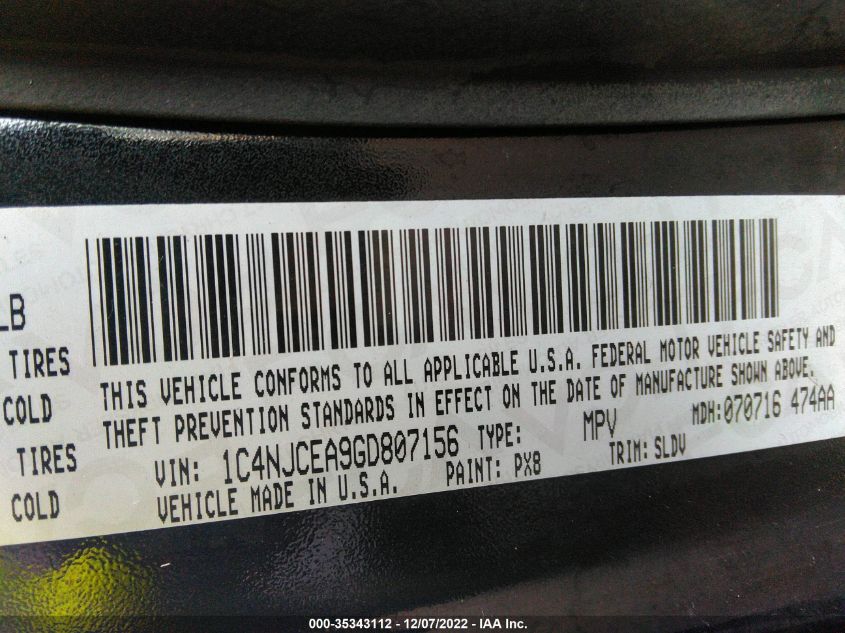 LB
TIRES
COLD
TIRES
COLD
THIS VEHICLE CONFORMS TO ALL APPLICABLE U.S.A. FEDERAL MOTOR VEHICLE SAFETY AND
THEFT PREVENTION STANDARDS IN EFFECT ON THE DATE OF MANUFACTURE SHOWN ABOVE.
VIN: 1C4NJCEA9GD807156 TYPE: MPV MDH:070716 474AA
VEHICLE MADE IN U.S.A. PAINT: PX8 TRIM: SLDV
000-35343112 - 12/07/2022 - IAA Inc.